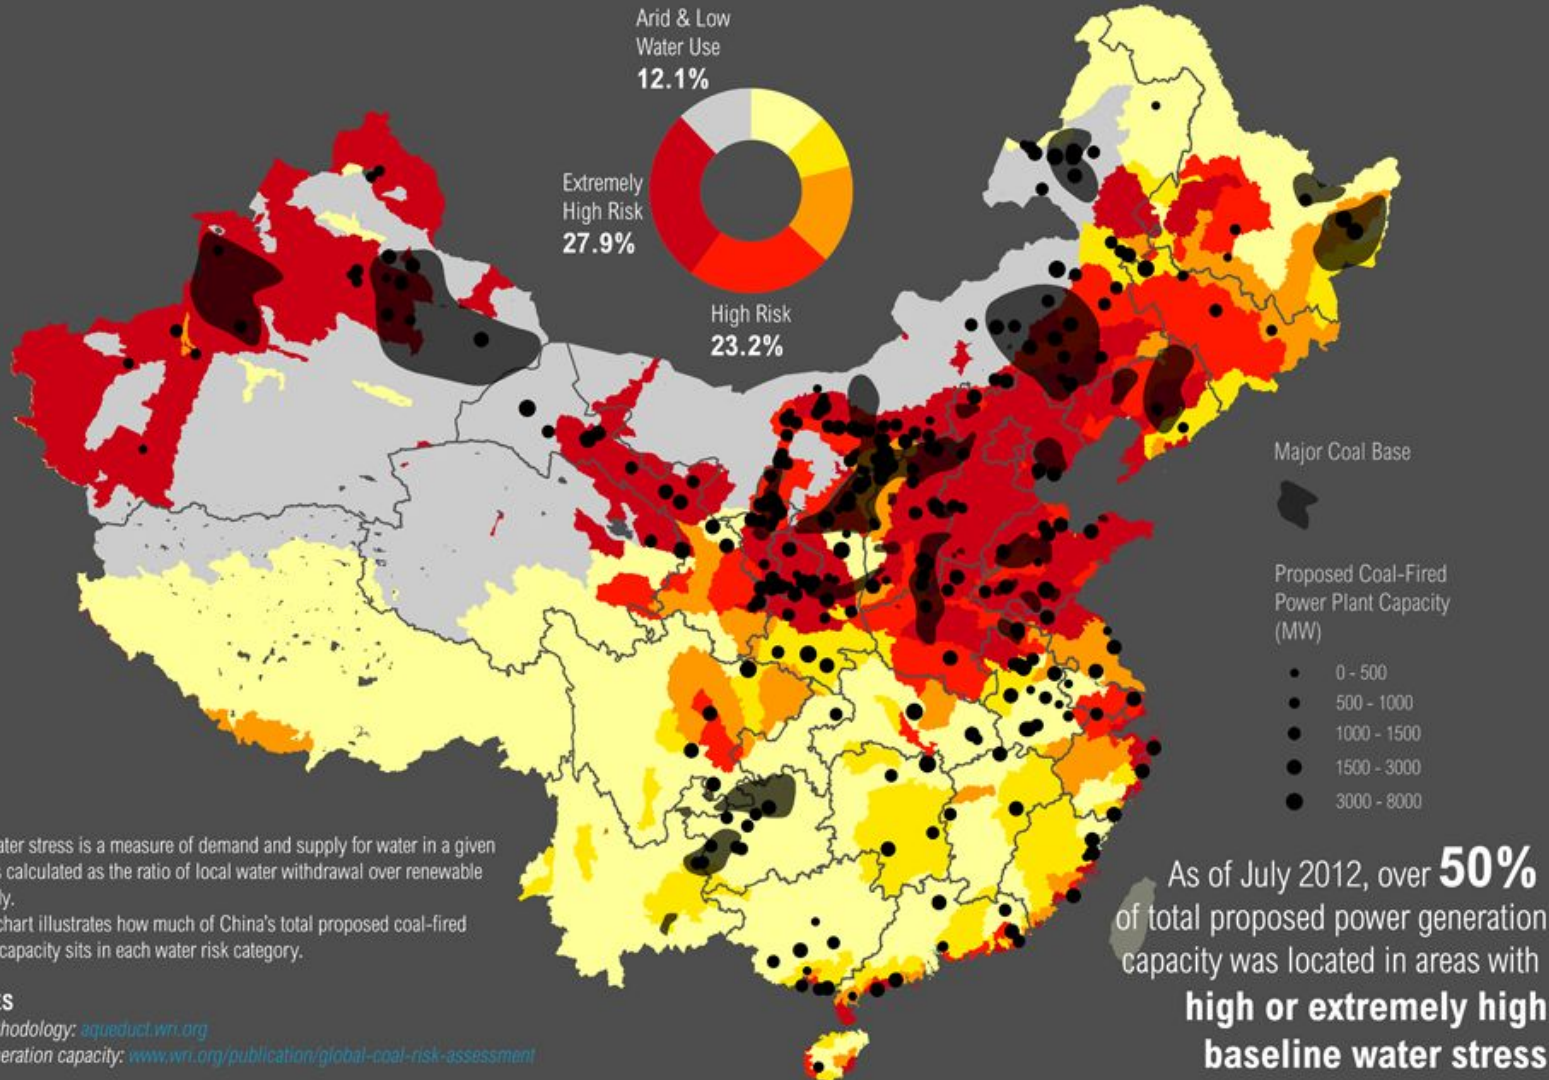 Arid & Low
Water Use
12.1%
Extremely
High Risk
27.9%
High Risk
23.2%
Major Coal Base
Proposed Coal-Fired
Power Plant Capacity
(MW)
0 - 500
500 - 1000
1000 - 1500
1500 - 3000
3000 - 8000
stress is a measure of demand and supply for water in a given
calculated as the ratio of local water withdrawal over renewable
chart illustrates how much of China's total proposed coal-fired
capacity sits in each water risk category.
aqueduct.wri.org
capacity: www.wri.org/publication/global-coal-risk-assessment
As of July 2012, over 50%
of total proposed power generation
capacity was located in areas with
high or extremely high
baseline water stress